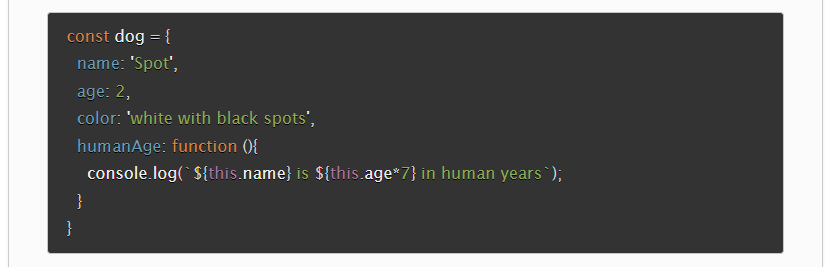 const dog = {
name: 'Spot',
age: 2,
color: 'white with black spots',
humanAge: function (){
console.log(`${this.name} is ${this.age*7} in human years`);
}
}